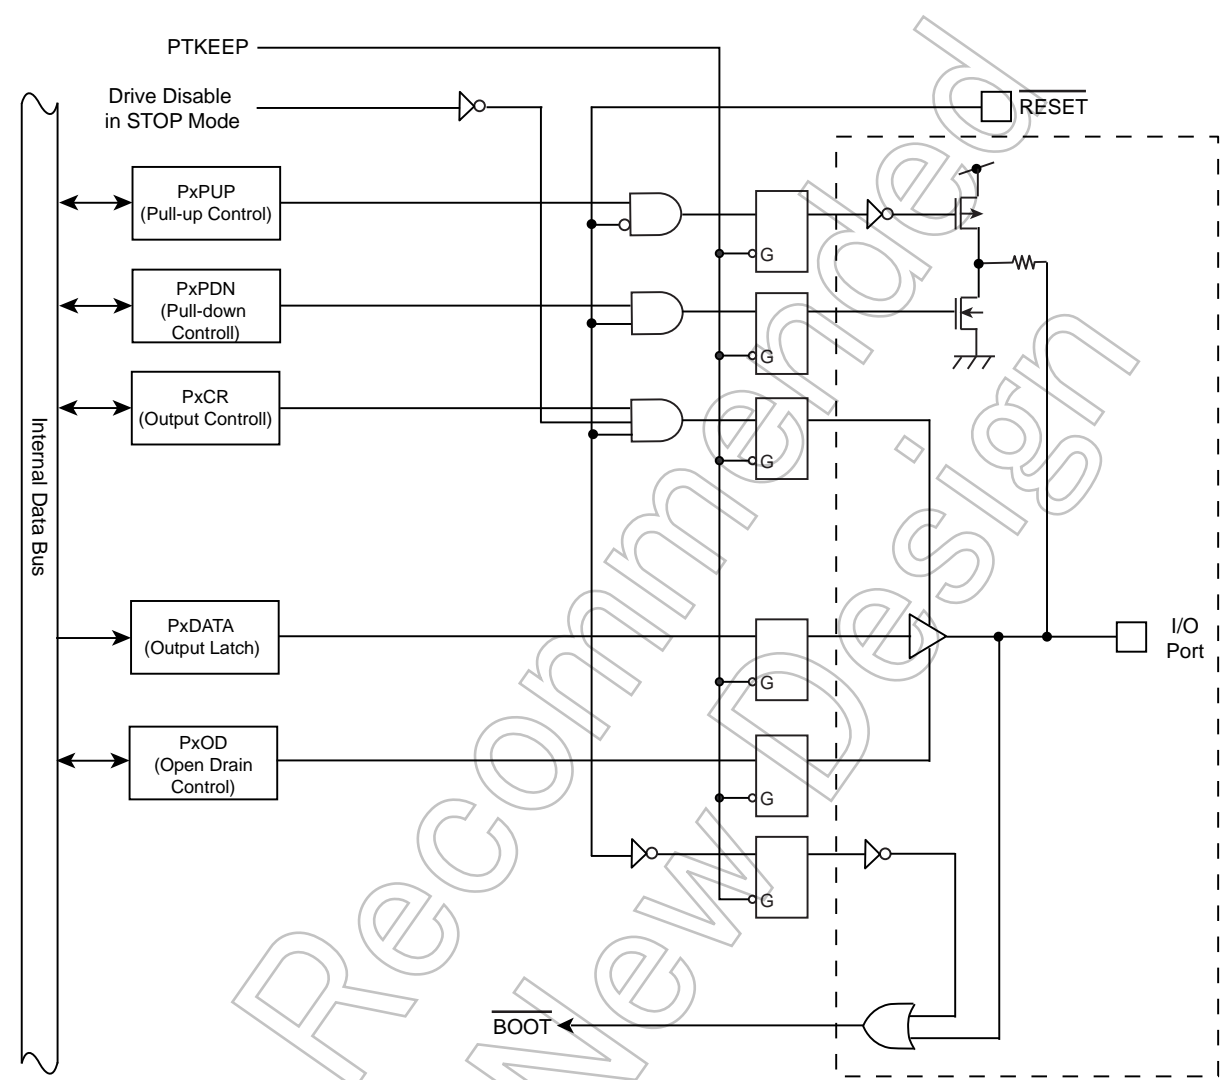 PTKEEP
Drive Disable
in STOP Mode
RESET
PxPUP
(Pull-up Control)
G
PxPDN
(Pull-down
Controll)
G
PxCR
(Output Controll)
G
Internal Data Bus
PxDATA
(Output Latch)
G
I/O
Port
PxOD
(Open Drain
Control)
G
G
BOOT
Recommended
New Design